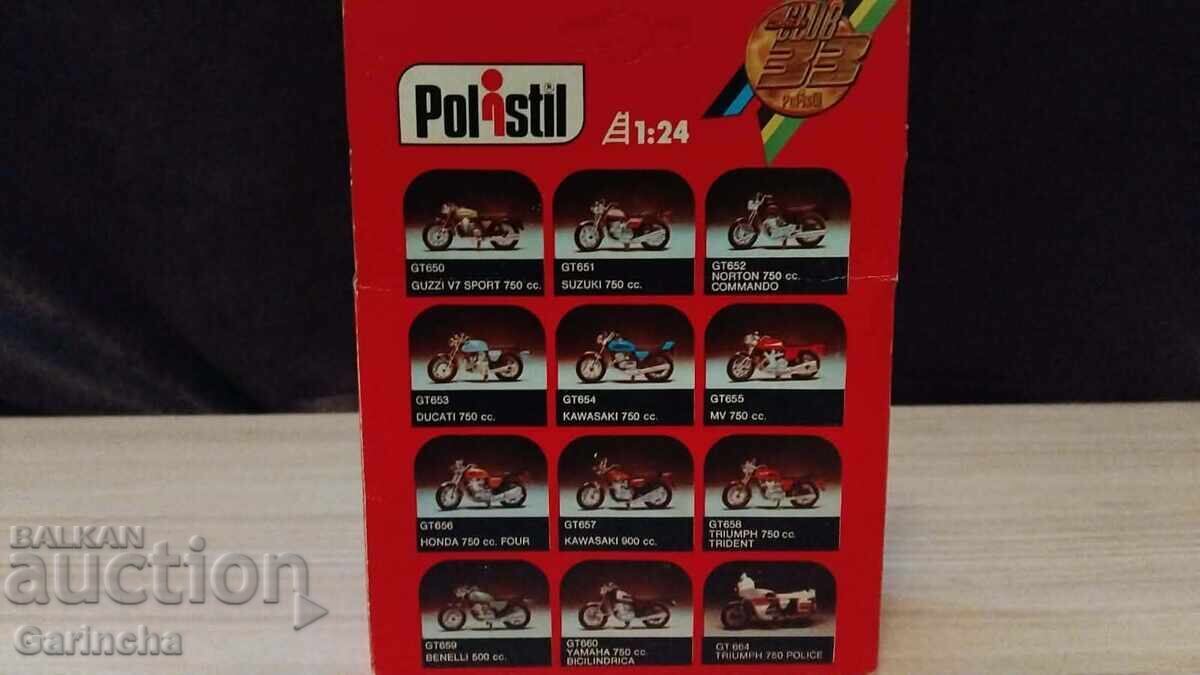 CLUB
33
Polistil
Polistil®
1:24
GT650
GUZZI V7 SPORT 750 cc.
GT651
SUZUKI 750 cc.
GT652
NORTON 750 cc.
COMMANDO
GT653
DUCATI 750 cc.
GT654
KAWASAKI 750 cc.
GT655
MV 750 cc.
GT656
HONDA 750 cc. FOUR
GT657
KAWASAKI 900 cc.
GT658
TRIUMPH 750 cc.
TRIDENT
GT659
BENELLI 500 cc.
GT660
YAMAHA 750 cc.
BICILINDRICA
GT 664
TRIUMPH 750 POLICE
BALKAN
auction
Garincha